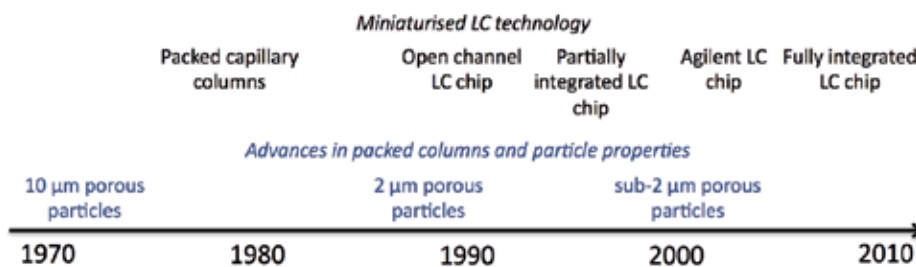 Miniaturised LC technology
Packed capillary columns Open channel LC chip Partially integrated LC chip Agilent LC chip Fully integrated LC chip
Advances in packed columns and particle properties
10 µm porous particles 2 µm porous particles sub-2 µm porous particles
1970 1980 1990 2000 2010